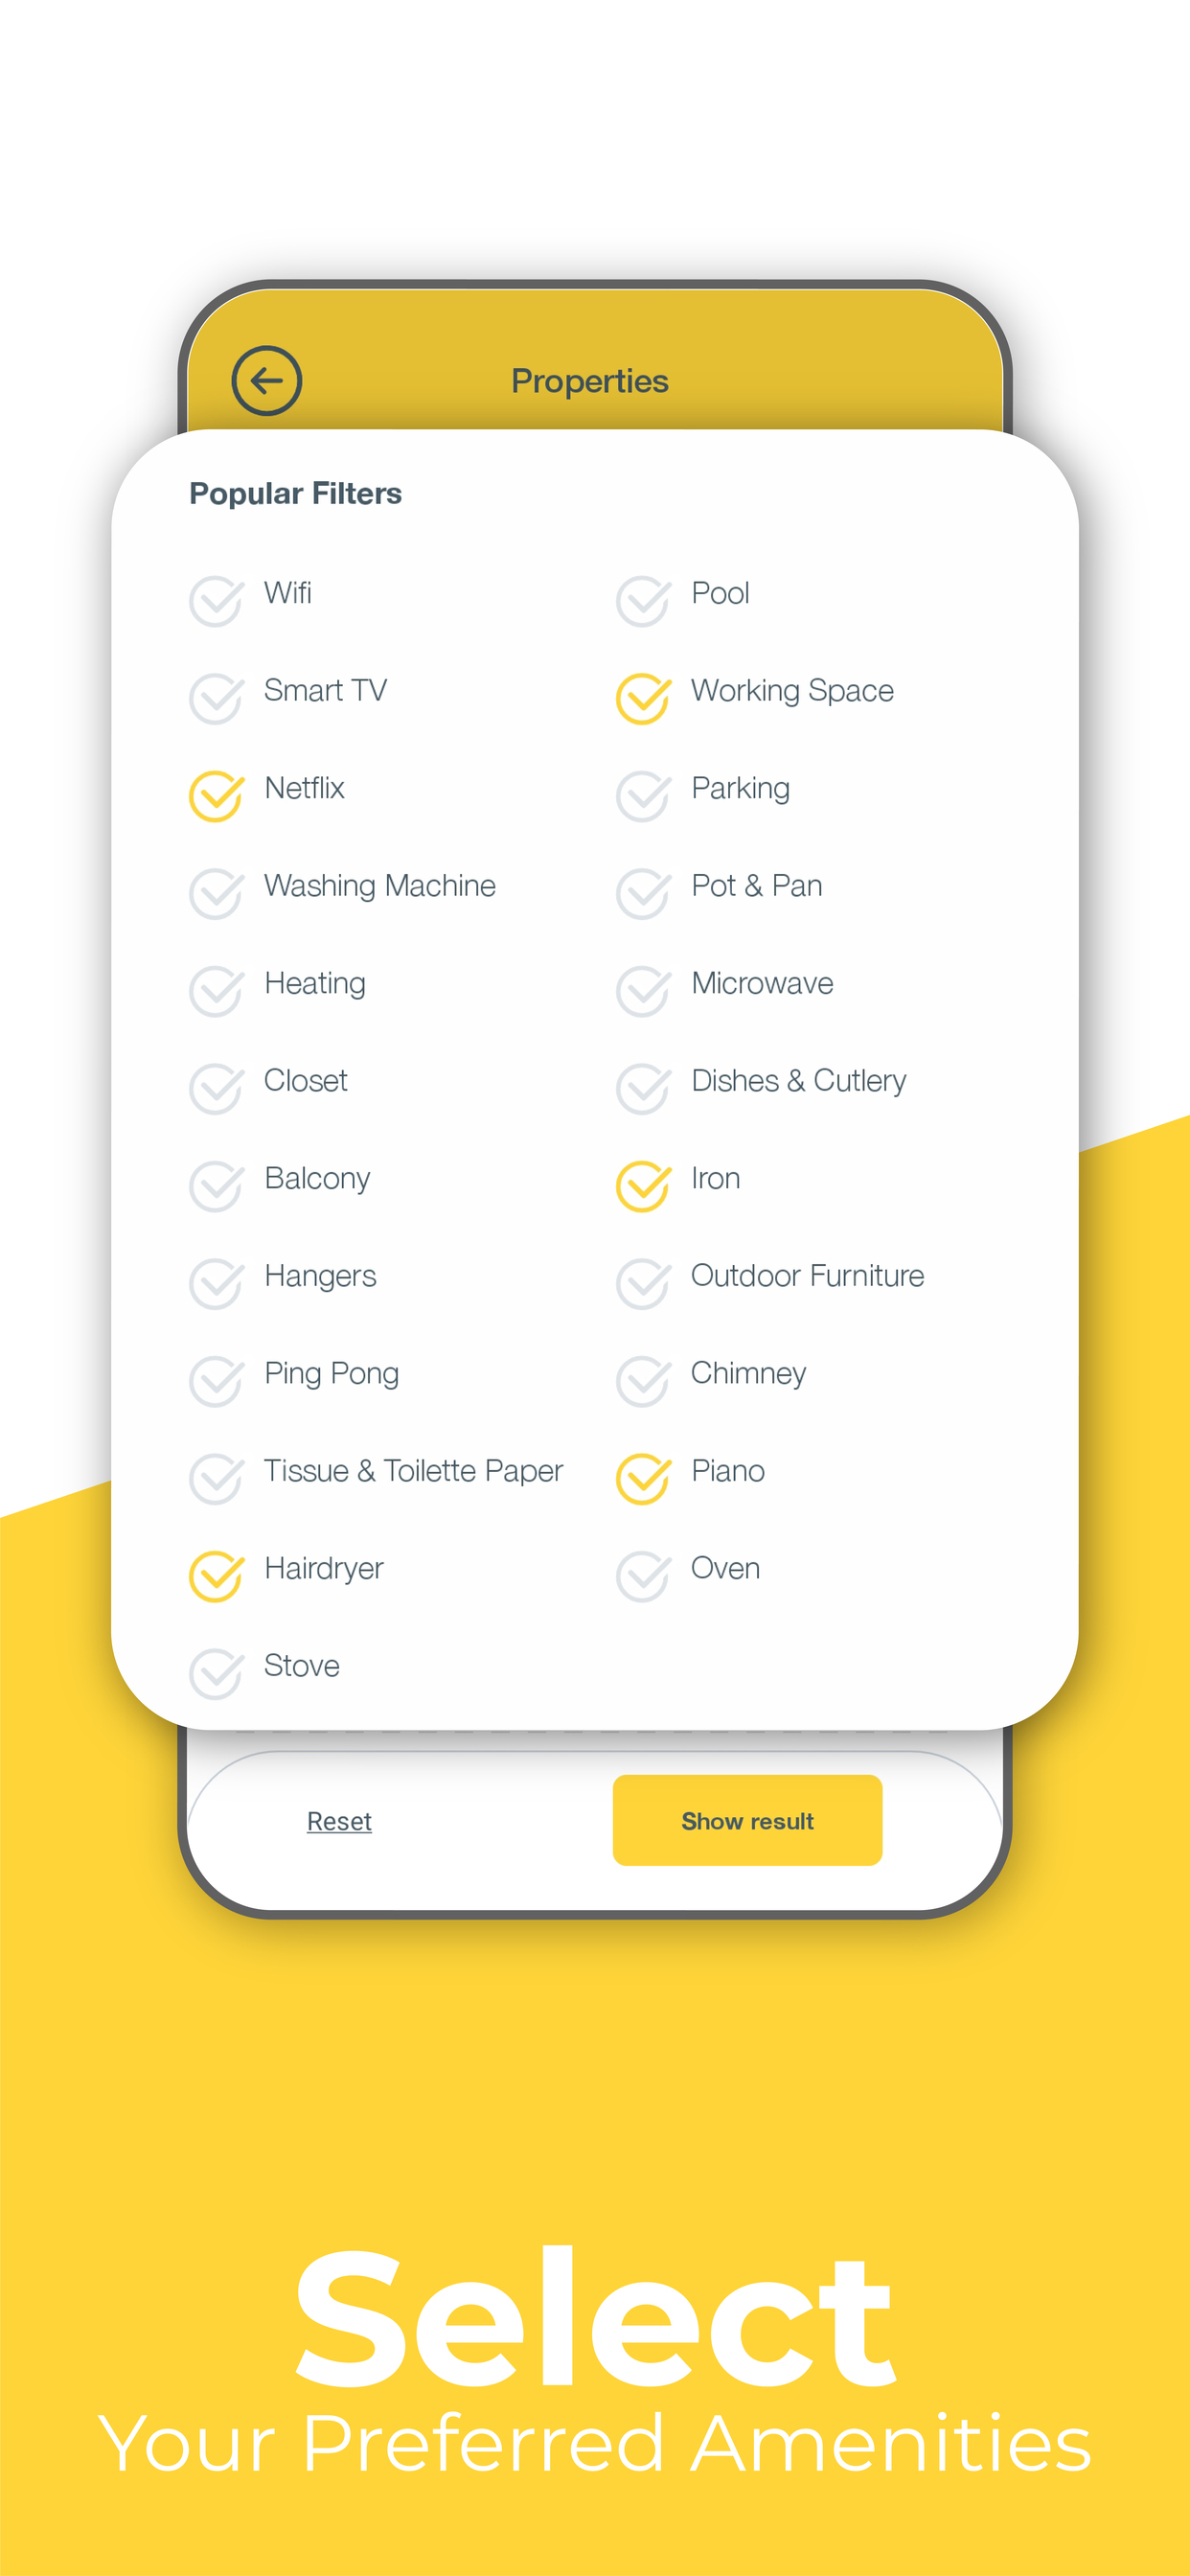 Properties
Popular Filters
Wifi
Pool
Smart TV
Working Space
Netflix
Parking
Washing Machine
Pot & Pan
Heating
Microwave
Closet
Dishes & Cutlery
Balcony
Iron
Hangers
Outdoor Furniture
Ping Pong
Chimney
Tissue & Toilette Paper
Piano
Hairdryer
Oven
Stove
Reset
Show result
Select
Your Preferred Amenities